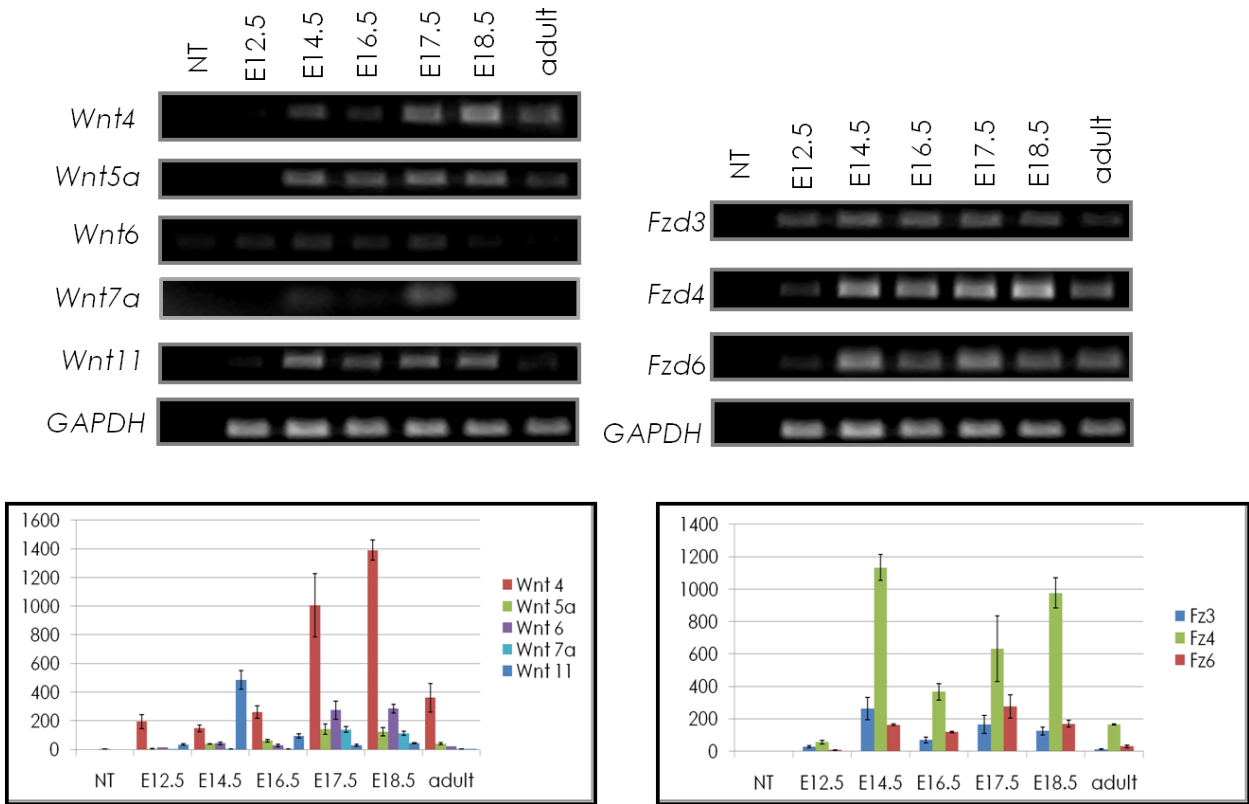 NT E12.5 E14.5 E16.5 E17.5 E18.5 adult
Wnt4
Wnt5a
Wnt6
Wnt7a
Wnt11
GAPDH
NT E12.5 E14.5 E16.5 E17.5 E18.5 adult
Fzd3
Fzd4
Fzd6
GAPDH
1600
1400
1200
1000
800
600
400
200
0
NT E12.5 E14.5 E16.5 E17.5 E18.5 adult
Wnt 4
Wnt 5a
Wnt 6
Wnt 7a
Wnt 11
1400
1200
1000
800
600
400
200
0
NT E12.5 E14.5 E16.5 E17.5 E18.5 adult
Fz3
Fz4
Fz6